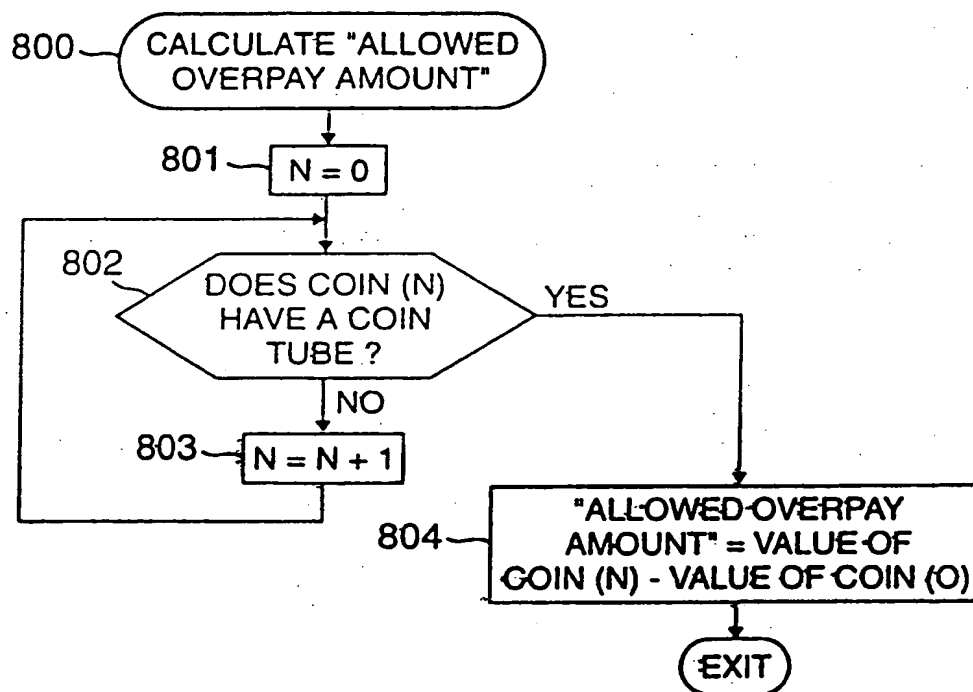 800
CALCULATE "ALLOWED
OVERPAY AMOUNT"
801
N = 0
802
DOES COIN (N)
HAVE A COIN
TUBE ?
YES
NO
803
N = N + 1
804
"ALLOWED OVERPAY
AMOUNT" = VALUE OF
COIN (N) - VALUE OF COIN (O)
EXIT